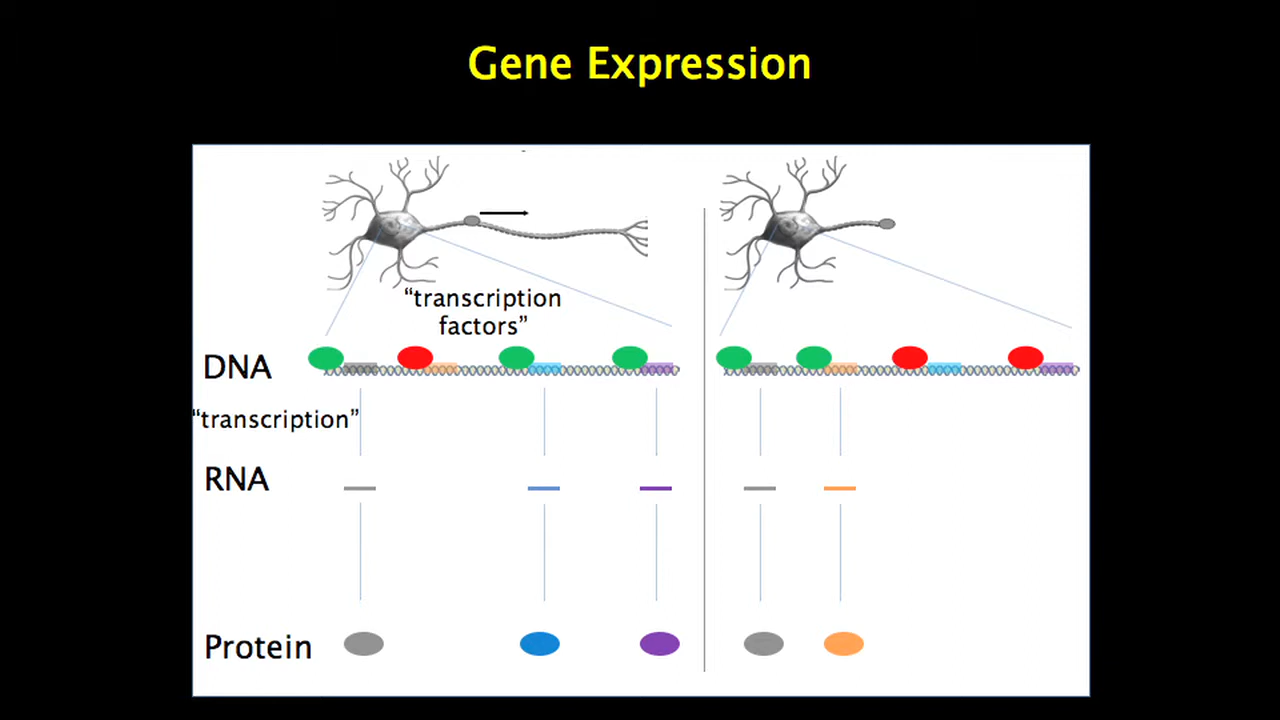 Gene Expression
“transcription
factors”
DNA
“transcription”
RNA
Protein